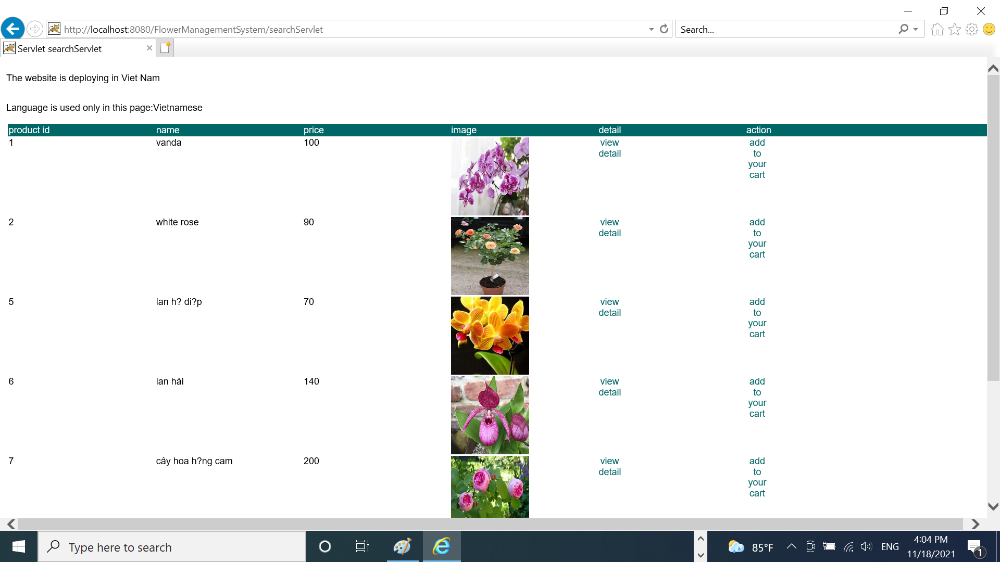 http://localhost:8080/FlowerManagementSystem/searchServlet
Search...
Servlet searchServlet
The website is deploying in Viet Nam
Language is used only in this page:Vietnamese
product id name price image detail action
1 vanda 100 view detail add to your cart
2 white rose 90 view detail add to your cart
5 lan h? di?p 70 view detail add to your cart
6 lan hài 140 view detail add to your cart
7 cây hoa h?ng cam 200 view detail add to your cart
Type here to search
85°F
ENG
4:04 PM
11/18/2021
1